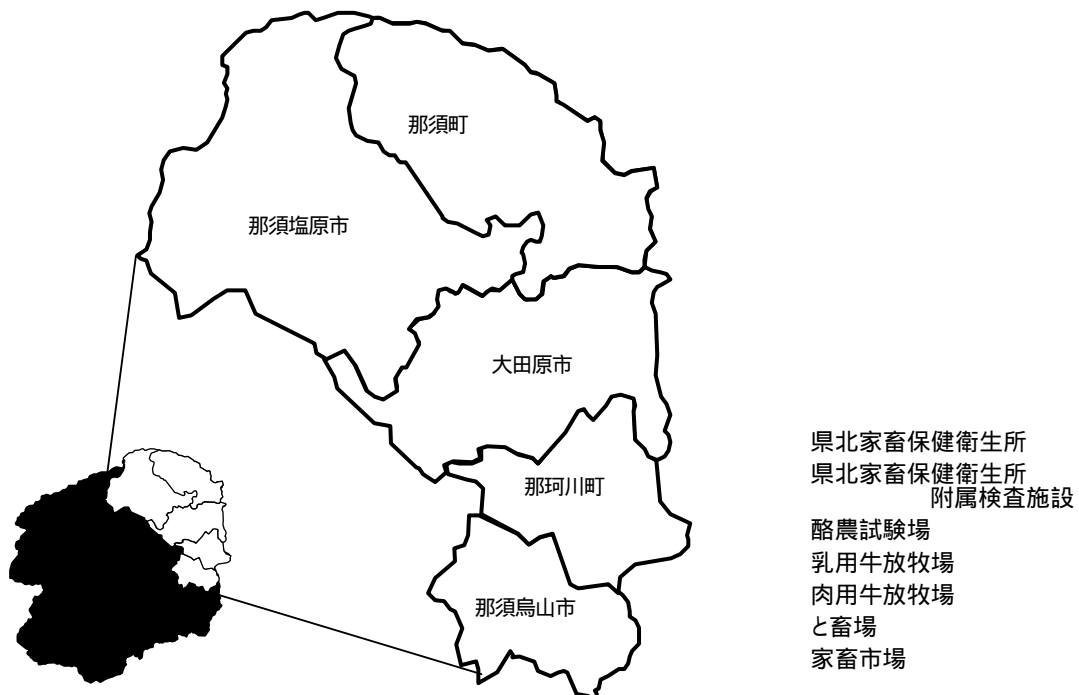 那須町
那須塩原市
大田原市
那珂川町
那須烏山市
県北家畜保健衛生所
県北家畜保健衛生所
附属検査施設
酪農試験場
乳用牛放牧場
肉用牛放牧場
と畜場
家畜市場